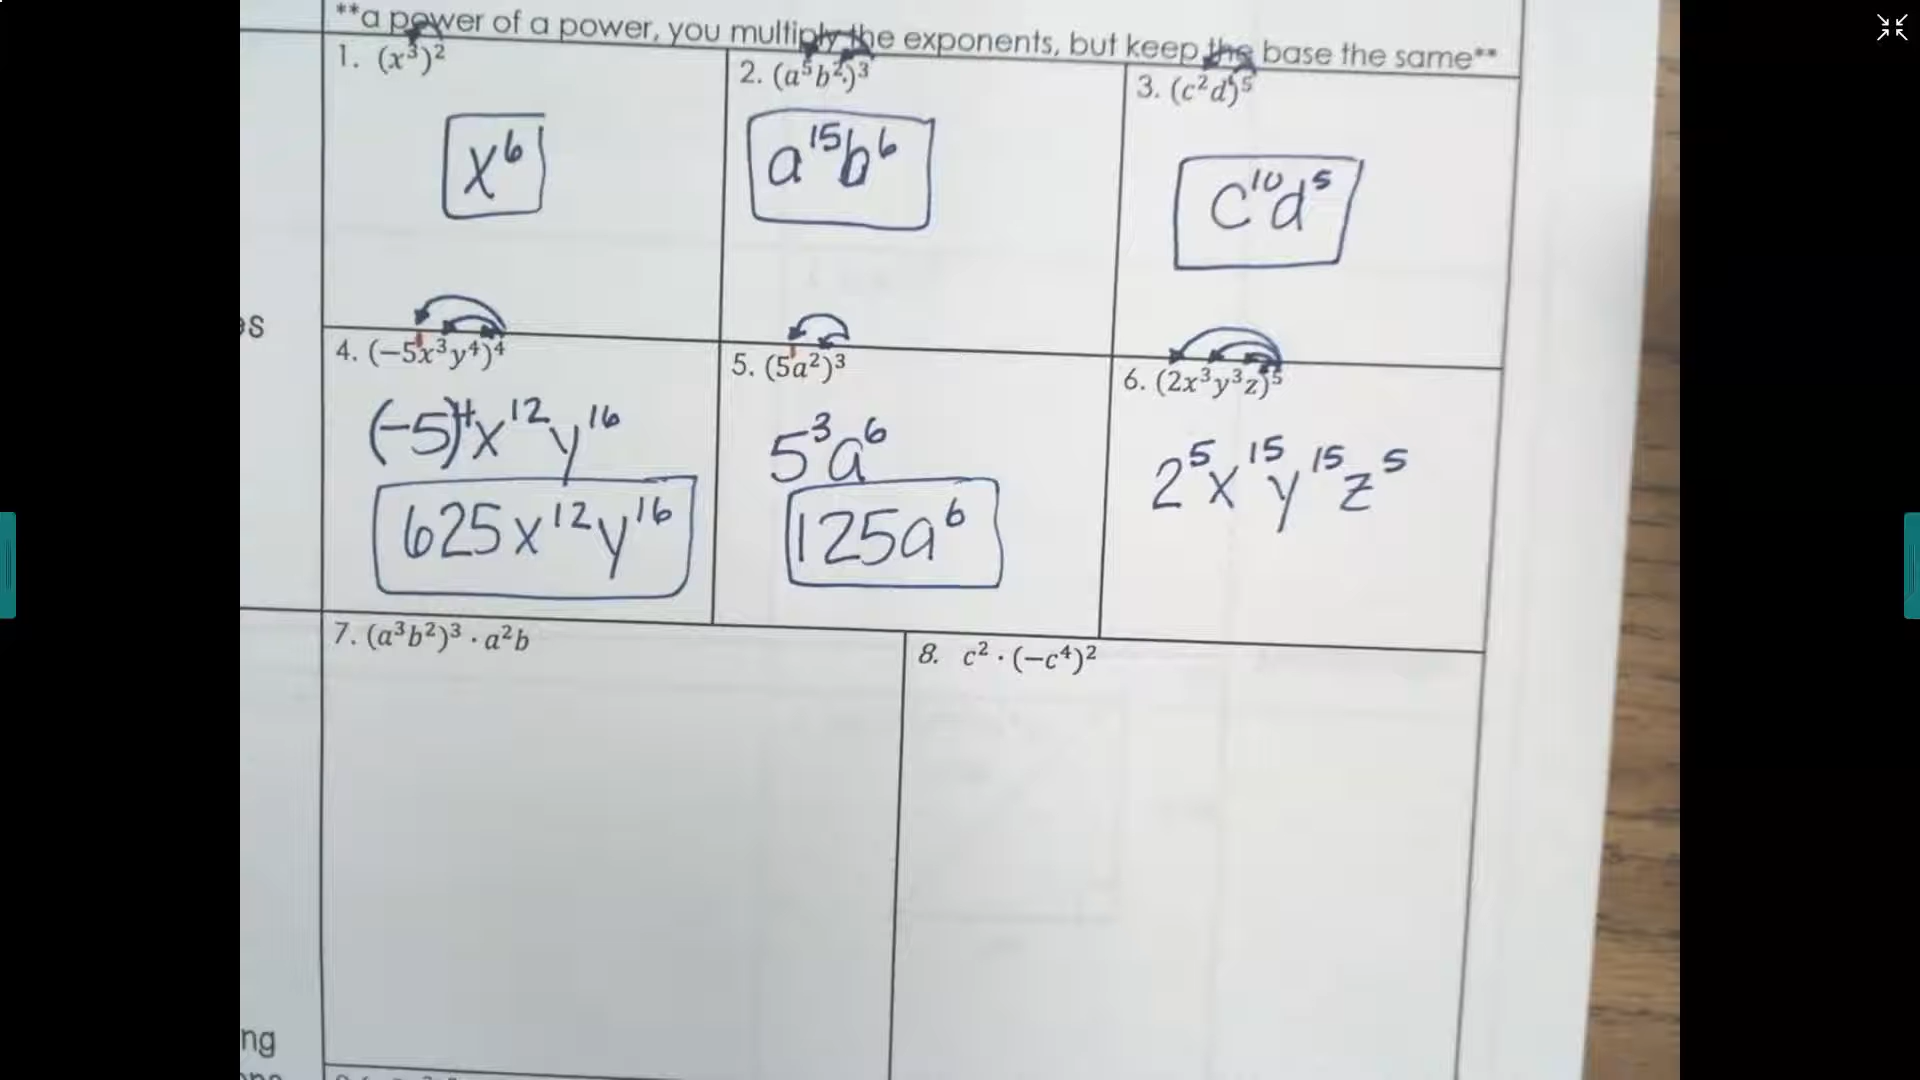 **a power of a power, you multiply the exponents, but keep the base the same**
1. (x³)²
2. (a⁵b²)³
3. (c²d)⁵
x⁶
a¹⁵b⁶
c¹⁰d⁵
es
4. (−5x³y⁴)⁴
5. (5a²)³
6. (2x³y³z)⁵
(−5)⁴x¹²y¹⁶
5³a⁶
2⁵x¹⁵y¹⁵z⁵
625x¹²y¹⁶
125a⁶
7. (a³b²)³ · a²b
8. c² · (−c⁴)²
ng